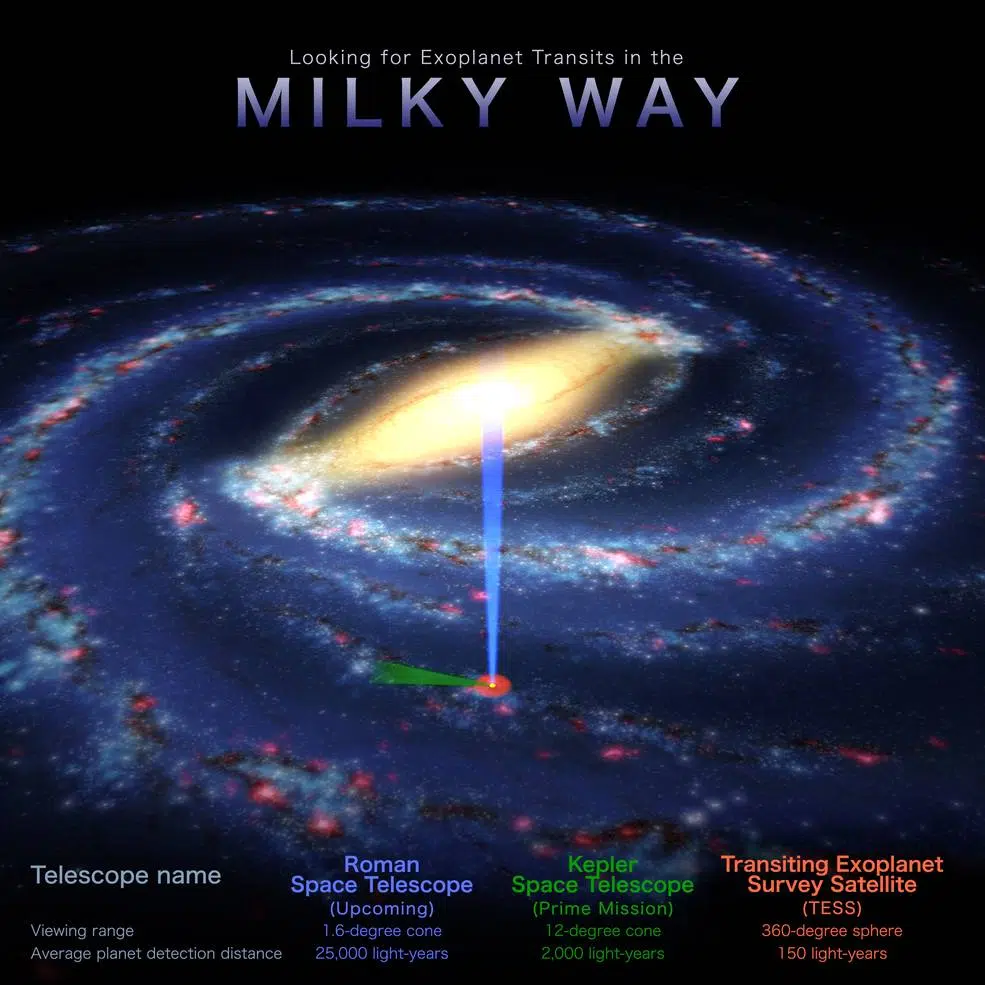 Looking for Exoplanet Transits in the
MILKY WAY
Telescope name
Roman
Space Telescope
(Upcoming)
Kepler
Space Telescope
(Prime Mission)
Transiting Exoplanet
Survey Satellite
(TESS)
Viewing range 1.6-degree cone 12-degree cone 360-degree sphere
Average planet detection distance 25,000 light-years 2,000 light-years 150 light-years